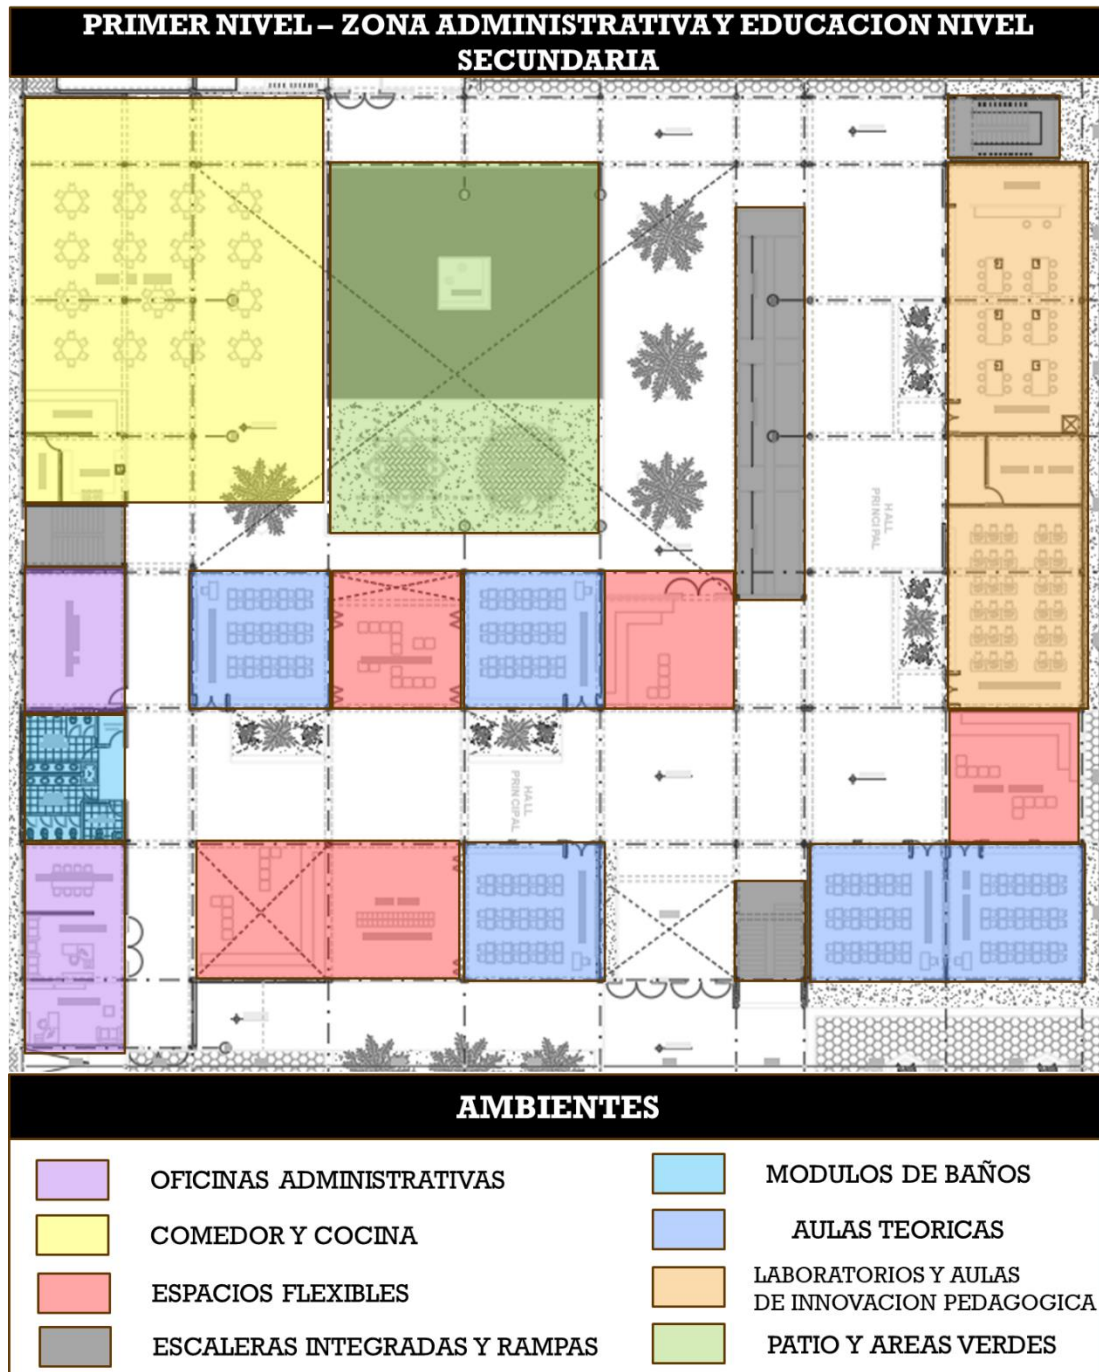 PRIMER NIVEL – ZONA ADMINISTRATIVA Y EDUCACION NIVEL
SECUNDARIA
HALL
PRINCIPAL
HALL
PRINCIPAL
AMBIENTES
OFICINAS ADMINISTRATIVAS
COMEDOR Y COCINA
ESPACIOS FLEXIBLES
ESCALERAS INTEGRADAS Y RAMPAS
MODULOS DE BAÑOS
AULAS TEORICAS
LABORATORIOS Y AULAS
DE INNOVACION PEDAGOGICA
PATIO Y AREAS VERDES